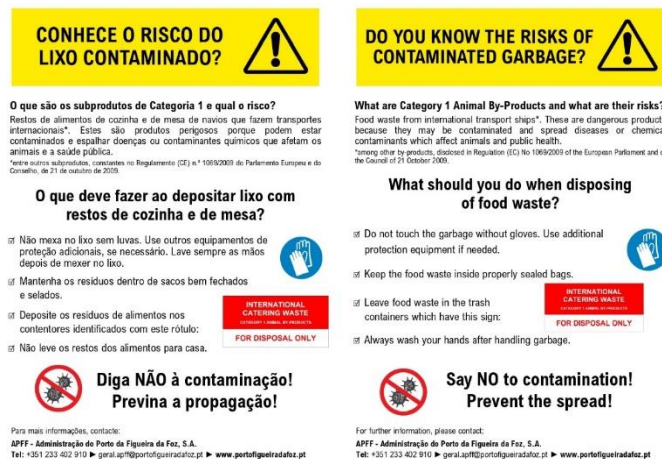 CONHECE O RISCO DO
LIXO CONTAMINADO?
O que são os subprodutos de Categoria 1 e qual o risco?
Restos de alimentos de cozinha e de mesa de navios que fazem transportes
internacionais*. Estes são produtos perigosos porque podem estar
contaminados e espalhar doenças ou contaminantes químicos que afetam os
animais e a saúde pública.
*entre outros subprodutos, constantes no Regulamento (CE) n.º 1069/2009 do Parlamento Europeu e do
Conselho, de 21 de outubro de 2009.
O que deve fazer ao depositar lixo com
restos de cozinha e de mesa?
Não mexa no lixo sem luvas. Use outros equipamentos de
proteção adicionais, se necessário. Lave sempre as mãos
depois de mexer no lixo.
Mantenha os resíduos dentro de sacos bem fechados
e selados.
Deposite os resíduos de alimentos nos
contentores identificados com este rótulo:
INTERNATIONAL
CATERING WASTE
CATEGORY 1 ANIMAL BY-PRODUCTS
FOR DISPOSAL ONLY
Não leve os restos dos alimentos para casa.
Diga NÃO à contaminação!
Previna a propagação!
Para mais informações, contacte:
APFF - Administração do Porto da Figueira da Foz, S.A.
Tel: +351 233 402 910 ► geral.apff@portofigueiradafoz.pt ► www.portofigueiradafoz.pt
DO YOU KNOW THE RISKS OF
CONTAMINATED GARBAGE?
What are Category 1 Animal By-Products and what are their risks?
Food waste from international transport ships*. These are dangerous product
because they may be contaminated and spread diseases or chemica
contaminants which affect animals and public health.
*among other by-products, disclosed in Regulation (EC) No 1069/2009 of the European Parliament and o
the Council of 21 October 2009.
What should you do when disposing
of food waste?
Do not touch the garbage without gloves. Use additional
protection equipment if needed.
Keep the food waste inside properly sealed bags.
Leave food waste in the trash
containers which have this sign:
INTERNATIONAL
CATERING WASTE
CATEGORY 1 ANIMAL BY-PRODUCTS
FOR DISPOSAL ONLY
Always wash your hands after handling garbage.
Say NO to contamination!
Prevent the spread!
For further information, please contact:
APFF - Administração do Porto da Figueira da Foz, S.A.
Tel: +351 233 402 910 ► geral.apff@portofigueiradafoz.pt ► www.portofigueiradafoz.pt